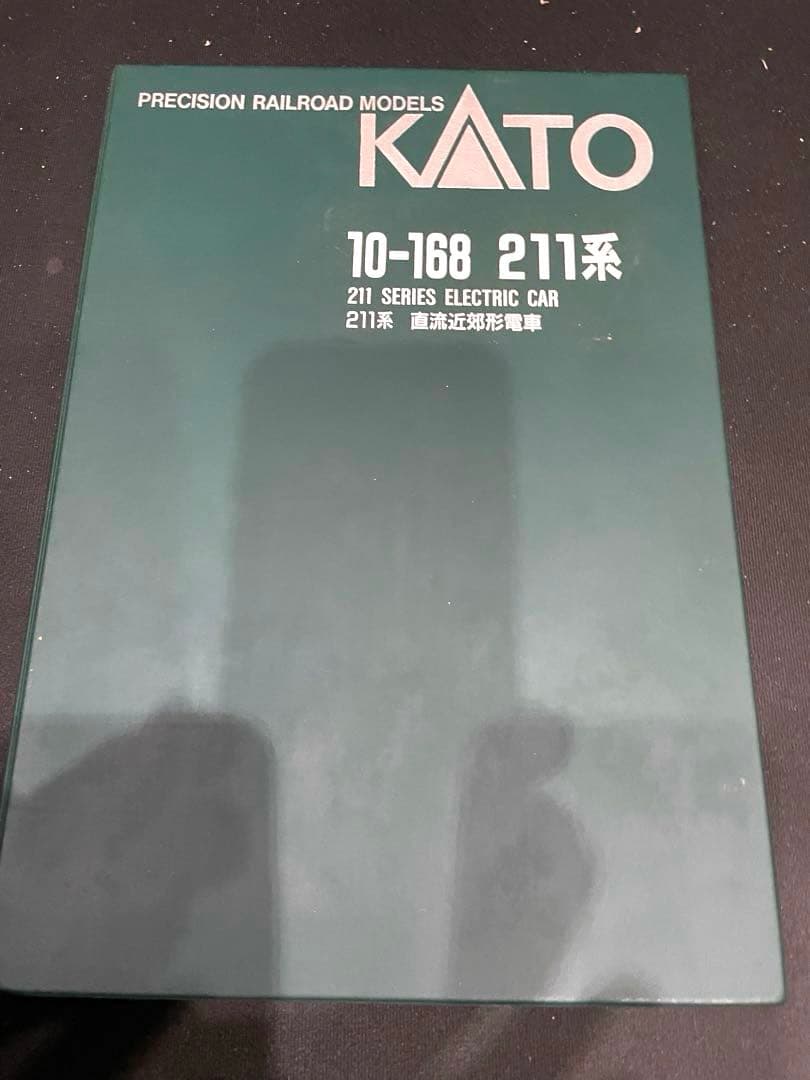 PRECISION RAILROAD MODELS
KATO
10-168 211系
211 SERIES ELECTRIC CAR
211系 直流近郊形電車